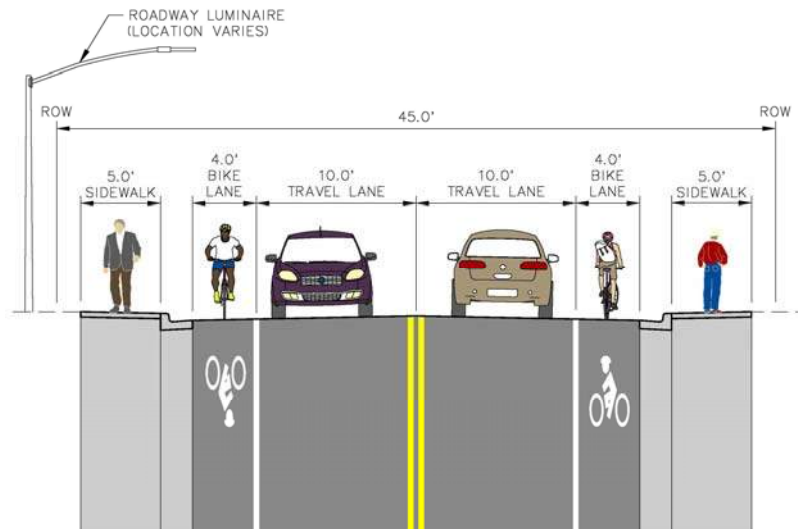 ROADWAY LUMINAIRE
(LOCATION VARIES)
ROW
ROW
45.0'
5.0'
SIDEWALK
4.0'
BIKE
LANE
10.0'
TRAVEL LANE
10.0'
TRAVEL LANE
4.0'
BIKE
LANE
5.0'
SIDEWALK